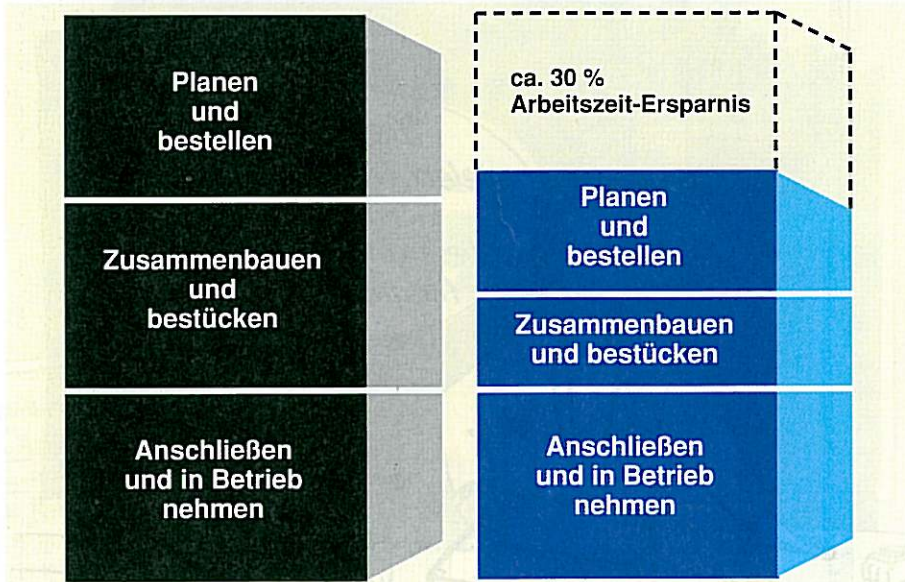 Planen
und
bestellen
Zusammenbauen
und
bestücken
Anschließen
und in Betrieb
nehmen
ca. 30 %
Arbeitszeit-Ersparnis
Planen
und
bestellen
Zusammenbauen
und bestücken
Anschließen
und in Betrieb
nehmen